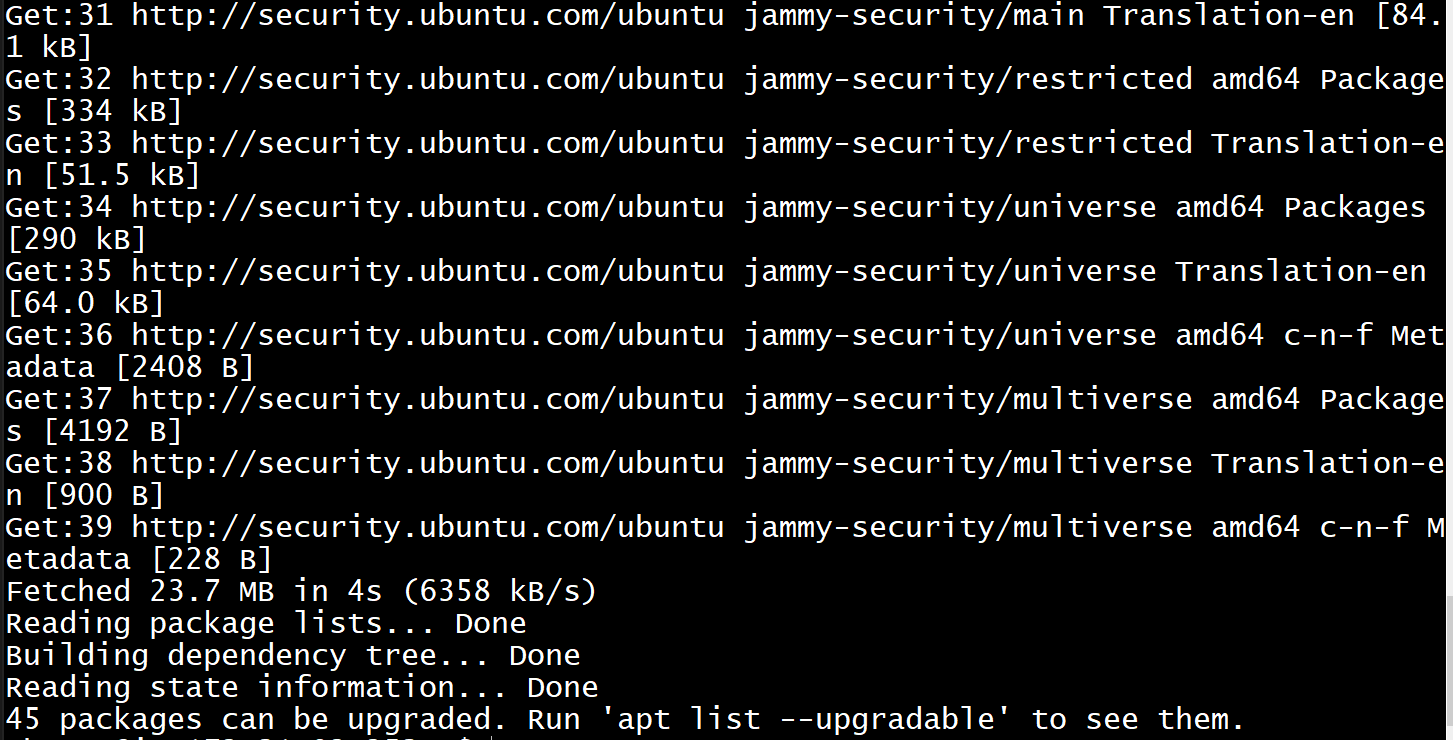 Get:31 http://security.ubuntu.com/ubuntu jammy-security/main Translation-en [84.
1 kB]
Get:32 http://security.ubuntu.com/ubuntu jammy-security/restricted amd64 Package
s [334 kB]
Get:33 http://security.ubuntu.com/ubuntu jammy-security/restricted Translation-e
n [51.5 kB]
Get:34 http://security.ubuntu.com/ubuntu jammy-security/universe amd64 Packages
[290 kB]
Get:35 http://security.ubuntu.com/ubuntu jammy-security/universe Translation-en
[64.0 kB]
Get:36 http://security.ubuntu.com/ubuntu jammy-security/universe amd64 c-n-f Met
adata [2408 B]
Get:37 http://security.ubuntu.com/ubuntu jammy-security/multiverse amd64 Package
s [4192 B]
Get:38 http://security.ubuntu.com/ubuntu jammy-security/multiverse Translation-e
n [900 B]
Get:39 http://security.ubuntu.com/ubuntu jammy-security/multiverse amd64 c-n-f M
etadata [228 B]
Fetched 23.7 MB in 4s (6358 kB/s)
Reading package lists... Done
Building dependency tree... Done
Reading state information... Done
45 packages can be upgraded. Run 'apt list --upgradable' to see them.